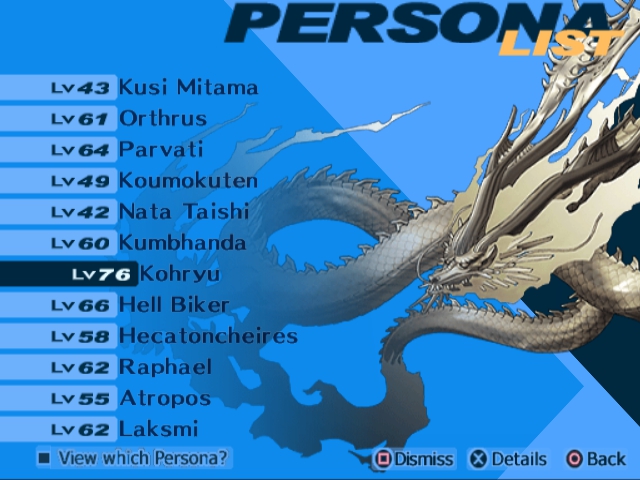 PERSONA
LIST
Lv43 Kusi Mitama
Lv61 Orthrus
Lv64 Parvati
Lv49 Koumokuten
Lv42 Nata Taishi
Lv60 Kumbhanda
Lv76 Kohryu
Lv66 Hell Biker
Lv58 Hecatoncheires
Lv62 Raphael
Lv55 Atropos
Lv62 Laksmi
View which Persona? Dismiss Details Back